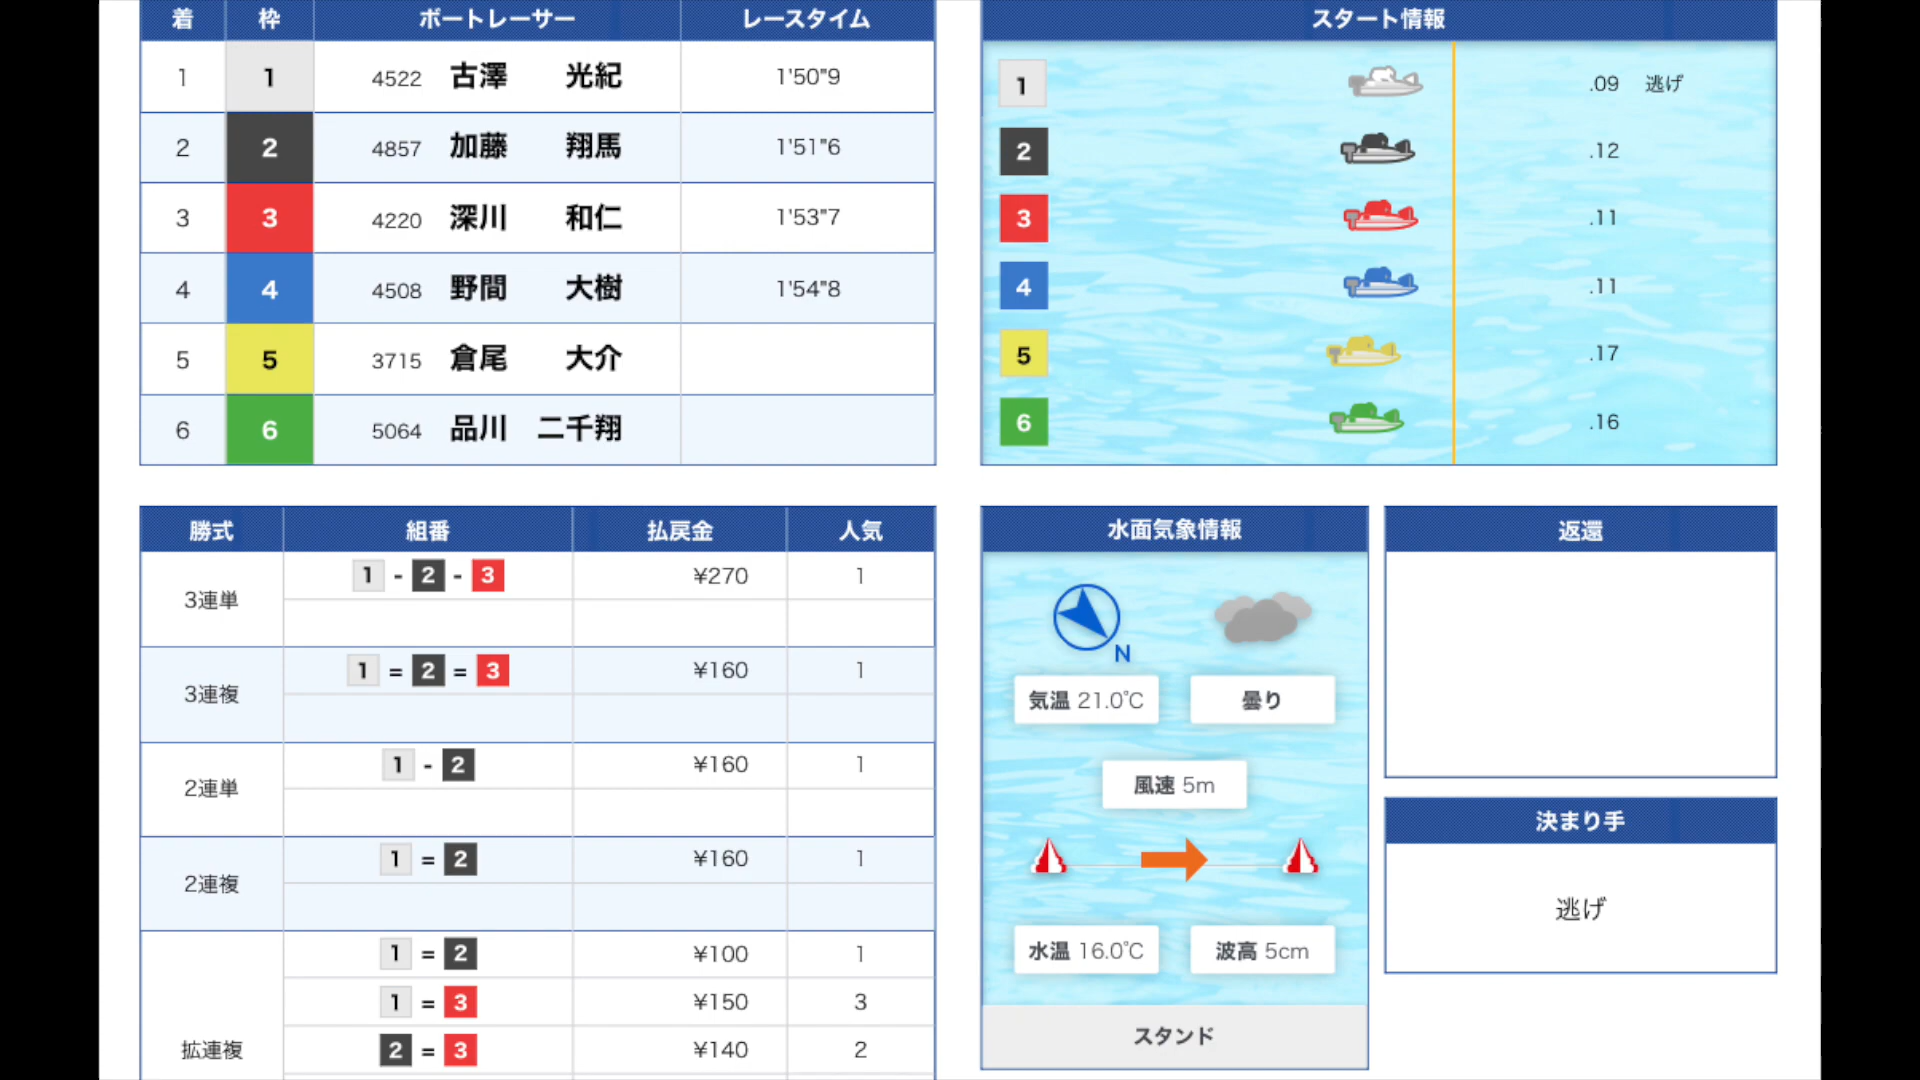 着 枠 ボートレーサー レースタイム
1 1 4522 古澤 光紀 1'50"9
2 2 4857 加藤 翔馬 1'51"6
3 3 4220 深川 和仁 1'53"7
4 4 4508 野間 大樹 1'54"8
5 5 3715 倉尾 大介
6 6 5064 品川 二千翔
スタート情報
1 .09 逃げ
2 .12
3 .11
4 .11
5 .17
6 .16
勝式 組番 払戻金 人気
3連単 1 - 2 - 3 ¥270 1
3連複 1 = 2 = 3 ¥160 1
2連単 1 - 2 ¥160 1
2連複 1 = 2 ¥160 1
拡連複 1 = 2 ¥100 1
1 = 3 ¥150 3
2 = 3 ¥140 2
水面気象情報
N
気温 21.0℃ 曇り
風速 5m
水温 16.0℃ 波高 5cm
スタンド
返還
決まり手
逃げ